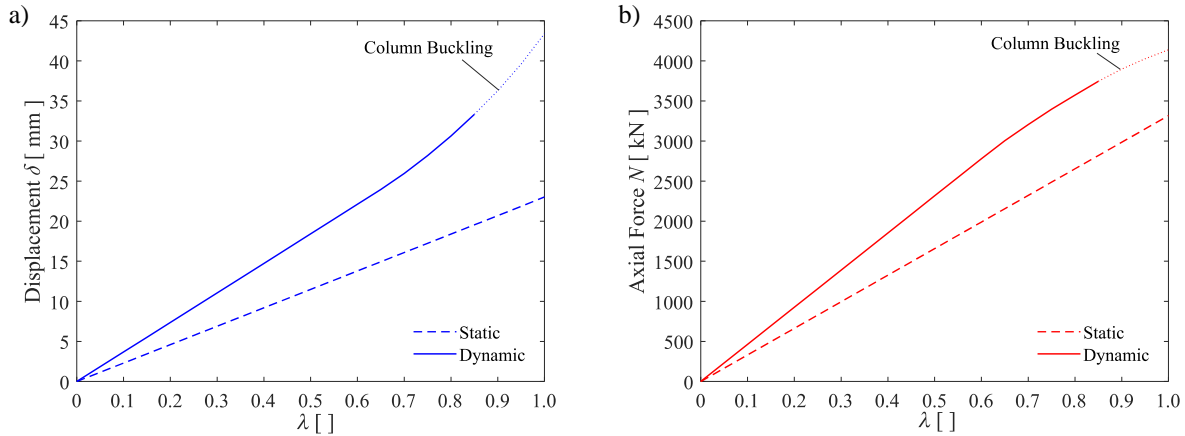 a)
45
40
35
30
25
20
15
10
5
0
Displacement δ [ mm ]
Column Buckling
Static
Dynamic
0 0.1 0.2 0.3 0.4 0.5 0.6 0.7 0.8 0.9 1.0
λ [ ]
b)
4500
4000
3500
3000
2500
2000
1500
1000
500
0
Axial Force N [ kN ]
Column Buckling
Static
Dynamic
0 0.1 0.2 0.3 0.4 0.5 0.6 0.7 0.8 0.9 1.0
λ [ ]